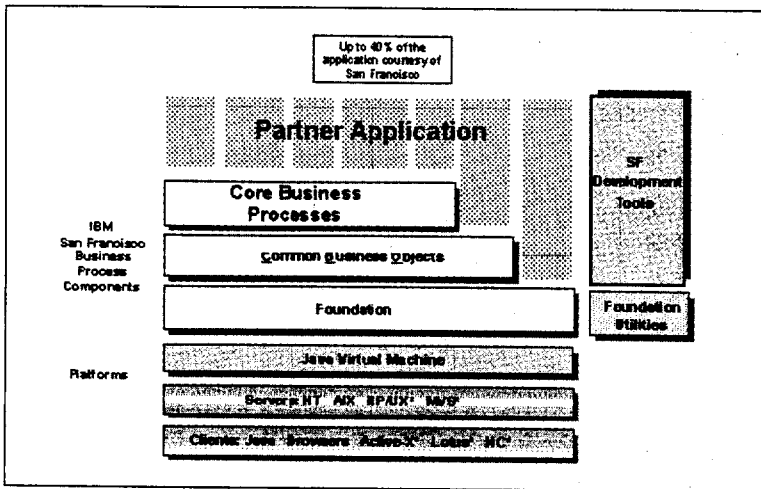 Up to 40% of the
application courtesy of
San Francisco
Partner Application
SF
Development
Tools
Core Business
Processes
IBM
San Francisco
Business
Process
Components
Common Business Objects
Foundation
Foundation
Utilities
Java Virtual Machine
Platforms
Servers: NT AIX HP/UX* MVS*
Clients: Java Browsers Active-X* Lotus* NC*